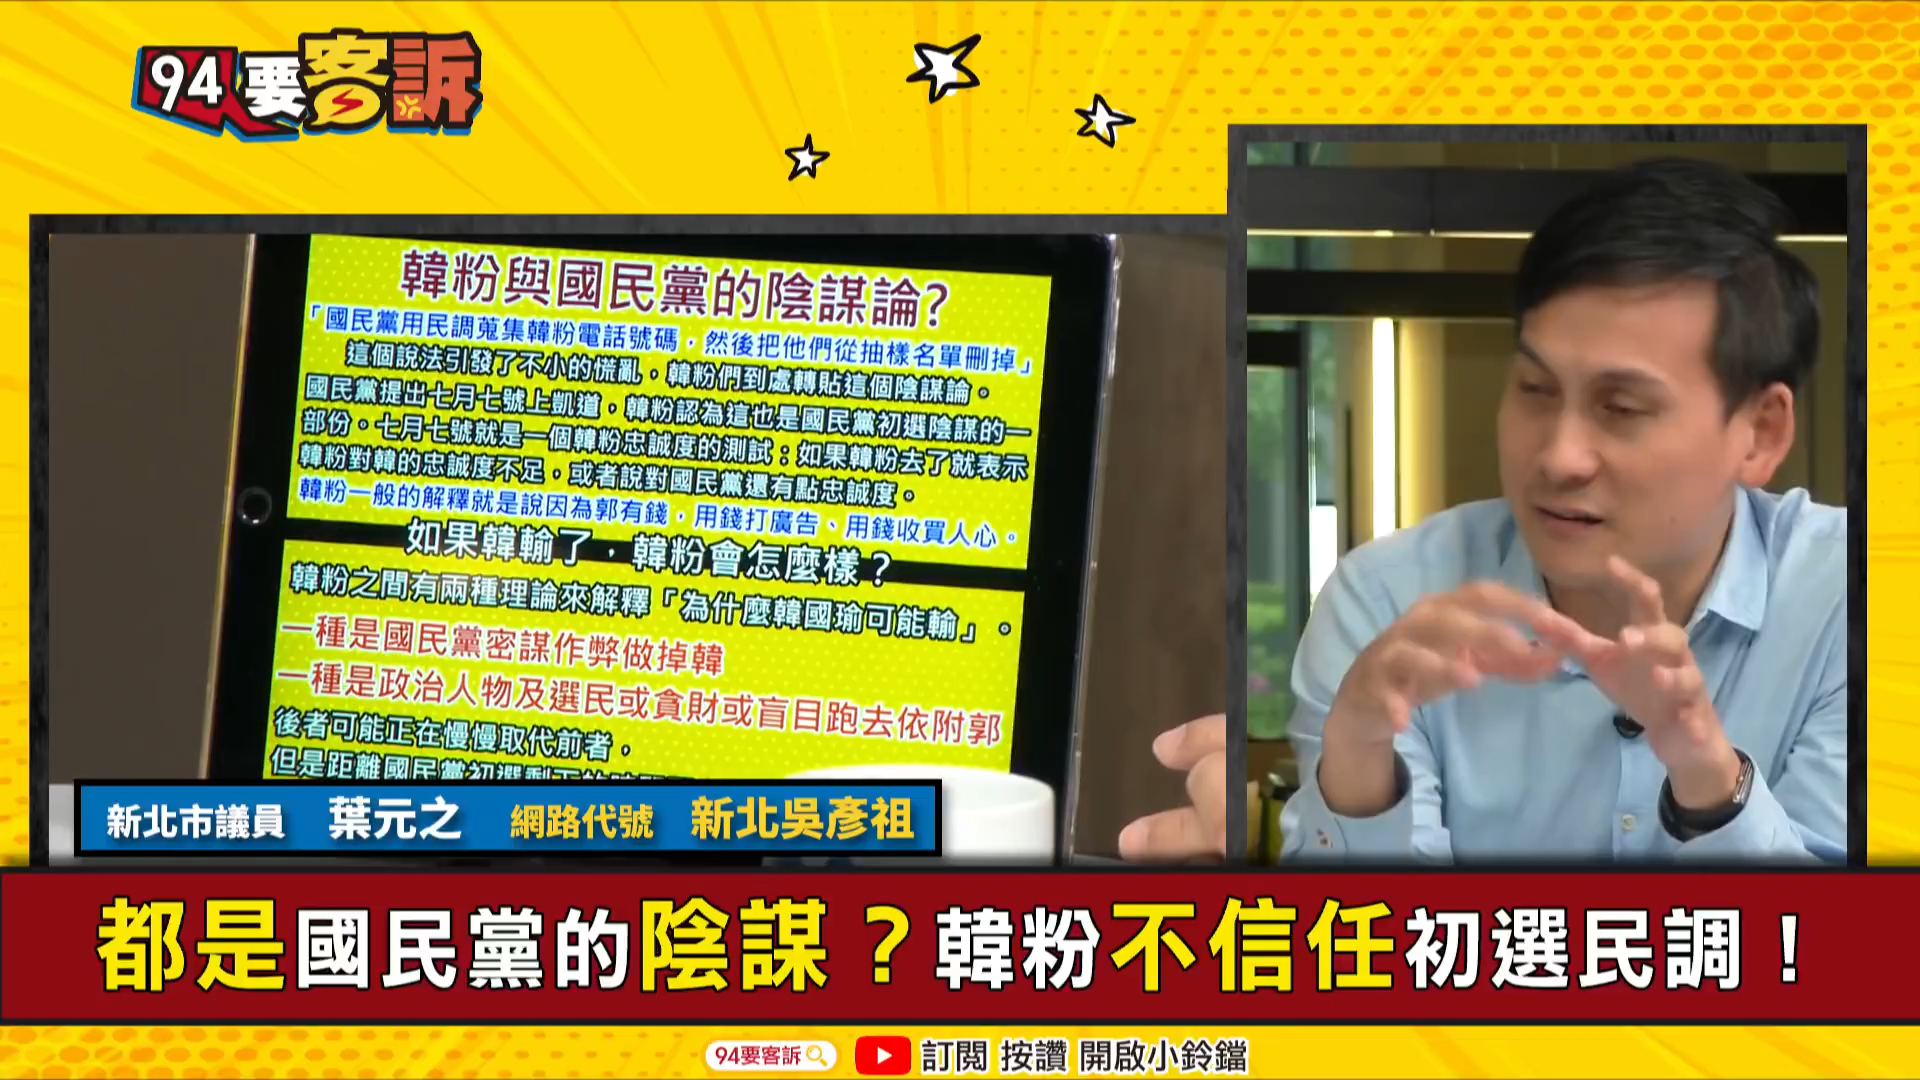 94要客訴
韓粉與國民黨的陰謀論?
「國民黨用民調蒐集韓粉電話號碼，然後把他們從抽樣名單刪掉」
這個說法引發了不小的慌亂，韓粉們到處轉貼這個陰謀論。
國民黨提出七月七號上凱道，韓粉認為這也是國民黨初選陰謀的一
部份。七月七號就是一個韓粉忠誠度的測試：如果韓粉去了就表示
韓粉對韓的忠誠度不足，或者說對國民黨還有點忠誠度。
韓粉一般的解釋就是說因為郭有錢，用錢打廣告、用錢收買人心。
如果韓輸了，韓粉會怎麼樣？
韓粉之間有兩種理論來解釋「為什麼韓國瑜可能輸」。
一種是國民黨密謀作弊做掉韓
一種是政治人物及選民或貪財或盲目跑去依附郭
後者可能正在慢慢取代前者，
但是距離國民黨初選剩下的時間
新北市議員 葉元之 網路代號 新北吳彥祖
都是國民黨的陰謀？韓粉不信任初選民調！
94要客訴 訂閱 按讚 開啟小鈴鐺